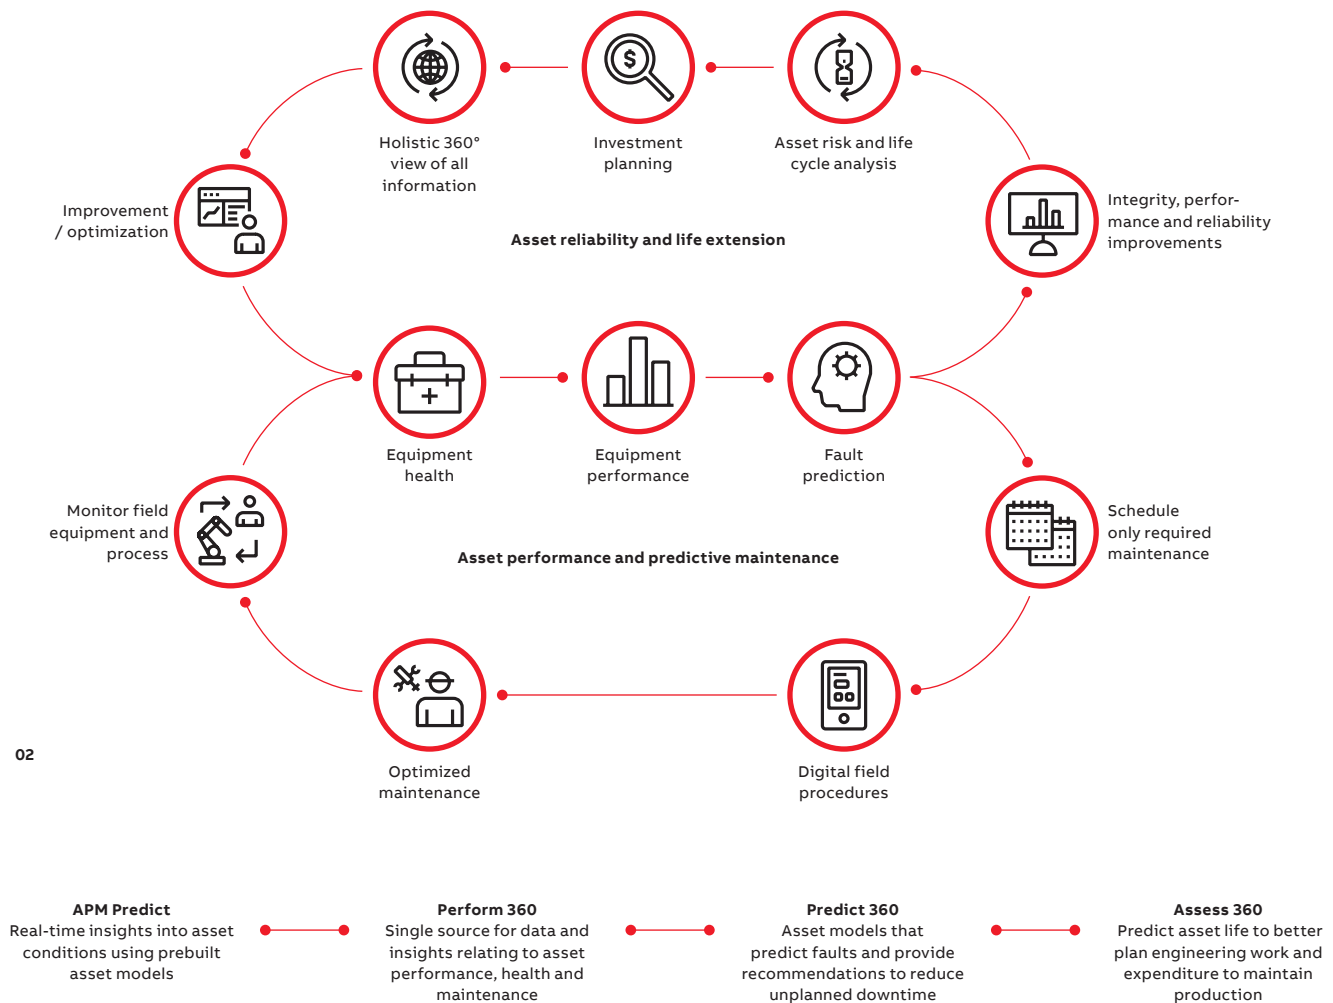 $
Holistic 360°
view of all
information
Investment
planning
Asset risk and life
cycle analysis
Improvement
/ optimization
Integrity, perfor-
mance and reliability
improvements
Asset reliability and life extension
Equipment
health
Equipment
performance
Fault
prediction
Monitor field
equipment and
process
Schedule
only required
maintenance
Asset performance and predictive maintenance
02
Optimized
maintenance
Digital field
procedures
APM Predict
Real-time insights into asset
conditions using prebuilt
asset models
Perform 360
Single source for data and
insights relating to asset
performance, health and
maintenance
Predict 360
Asset models that
predict faults and provide
recommendations to reduce
unplanned downtime
Assess 360
Predict asset life to better
plan engineering work and
expenditure to maintain
production